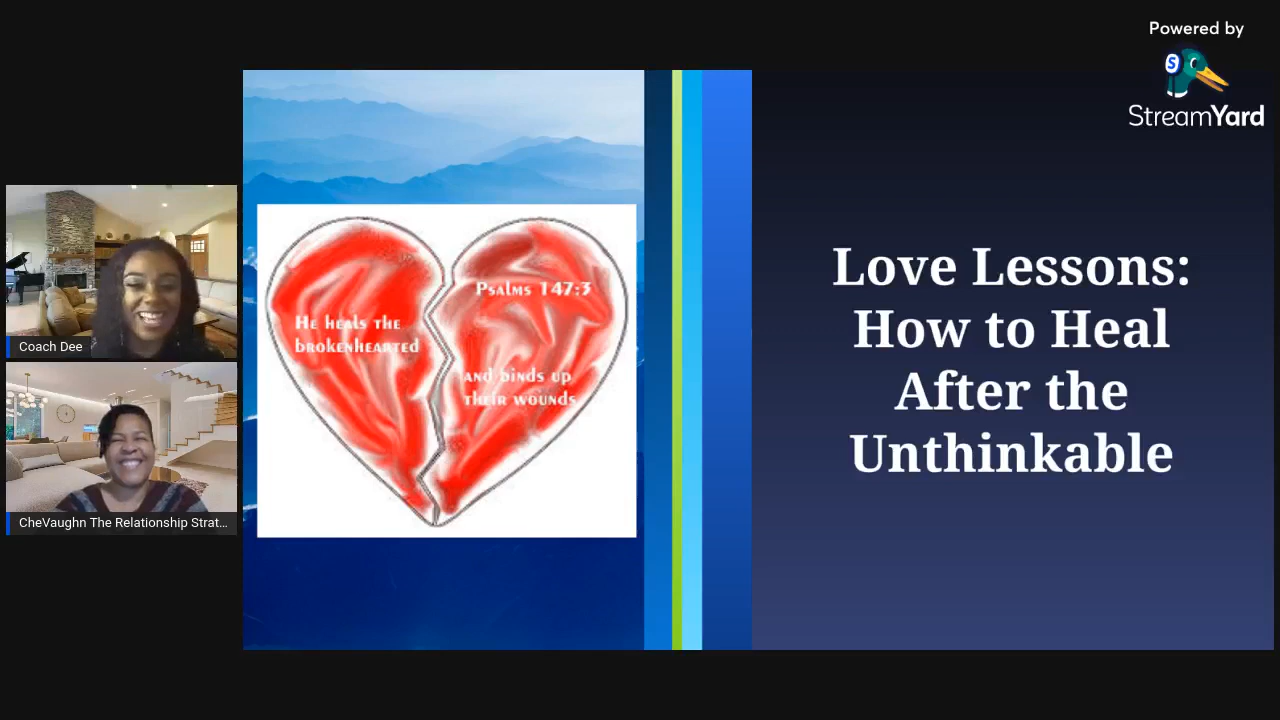 Powered by
StreamYard
Coach Dee
CheVaughn The Relationship Strat...
He heals the
brokenhearted
Psalms 147:3
and binds up
their wounds
Love Lessons:
How to Heal
After the
Unthinkable